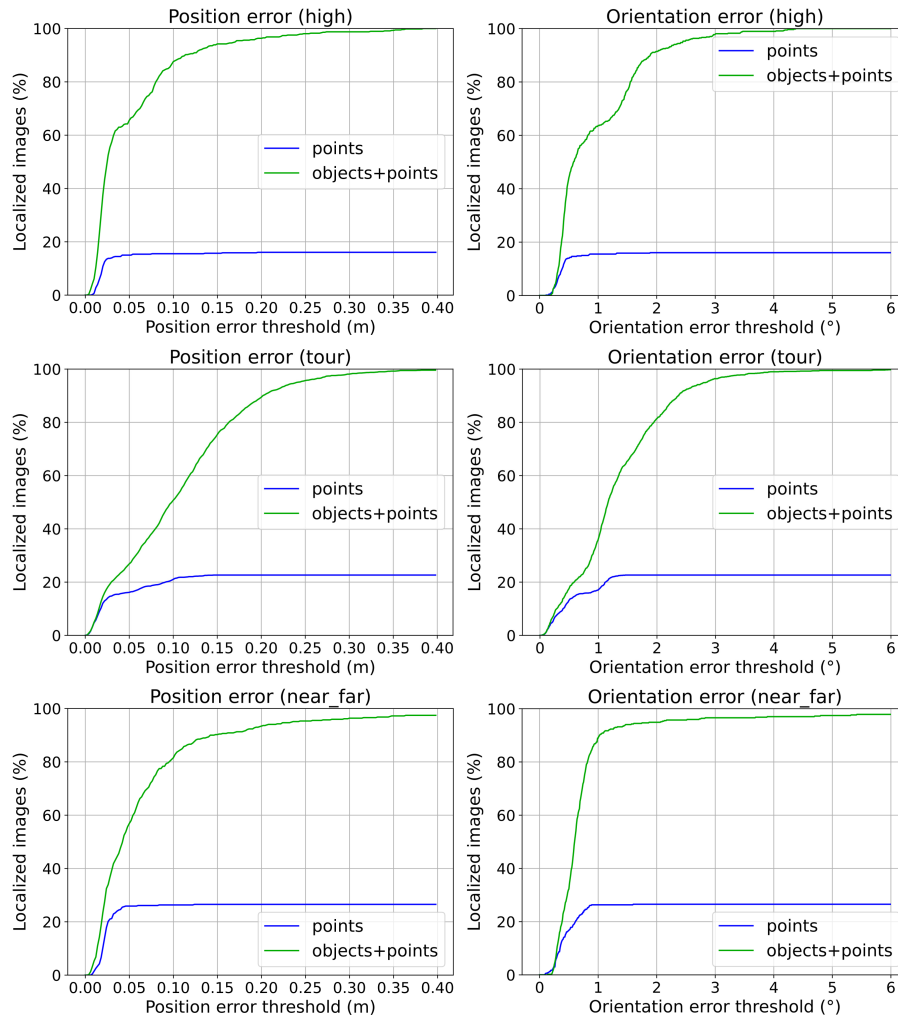 Position error (high)
100
80
60
40
20
0
Localized images (%)
points
objects+points
0.00 0.05 0.10 0.15 0.20 0.25 0.30 0.35 0.40
Position error threshold (m)
Orientation error (high)
100
80
60
40
20
0
Localized images (%)
points
objects+points
0 1 2 3 4 5 6
Orientation error threshold (°)
Position error (tour)
100
80
60
40
20
0
Localized images (%)
points
objects+points
0.00 0.05 0.10 0.15 0.20 0.25 0.30 0.35 0.40
Position error threshold (m)
Orientation error (tour)
100
80
60
40
20
0
Localized images (%)
points
objects+points
0 1 2 3 4 5 6
Orientation error threshold (°)
Position error (near_far)
100
80
60
40
20
0
Localized images (%)
points
objects+points
0.00 0.05 0.10 0.15 0.20 0.25 0.30 0.35 0.40
Position error threshold (m)
Orientation error (near_far)
100
80
60
40
20
0
Localized images (%)
points
objects+points
0 1 2 3 4 5 6
Orientation error threshold (°)